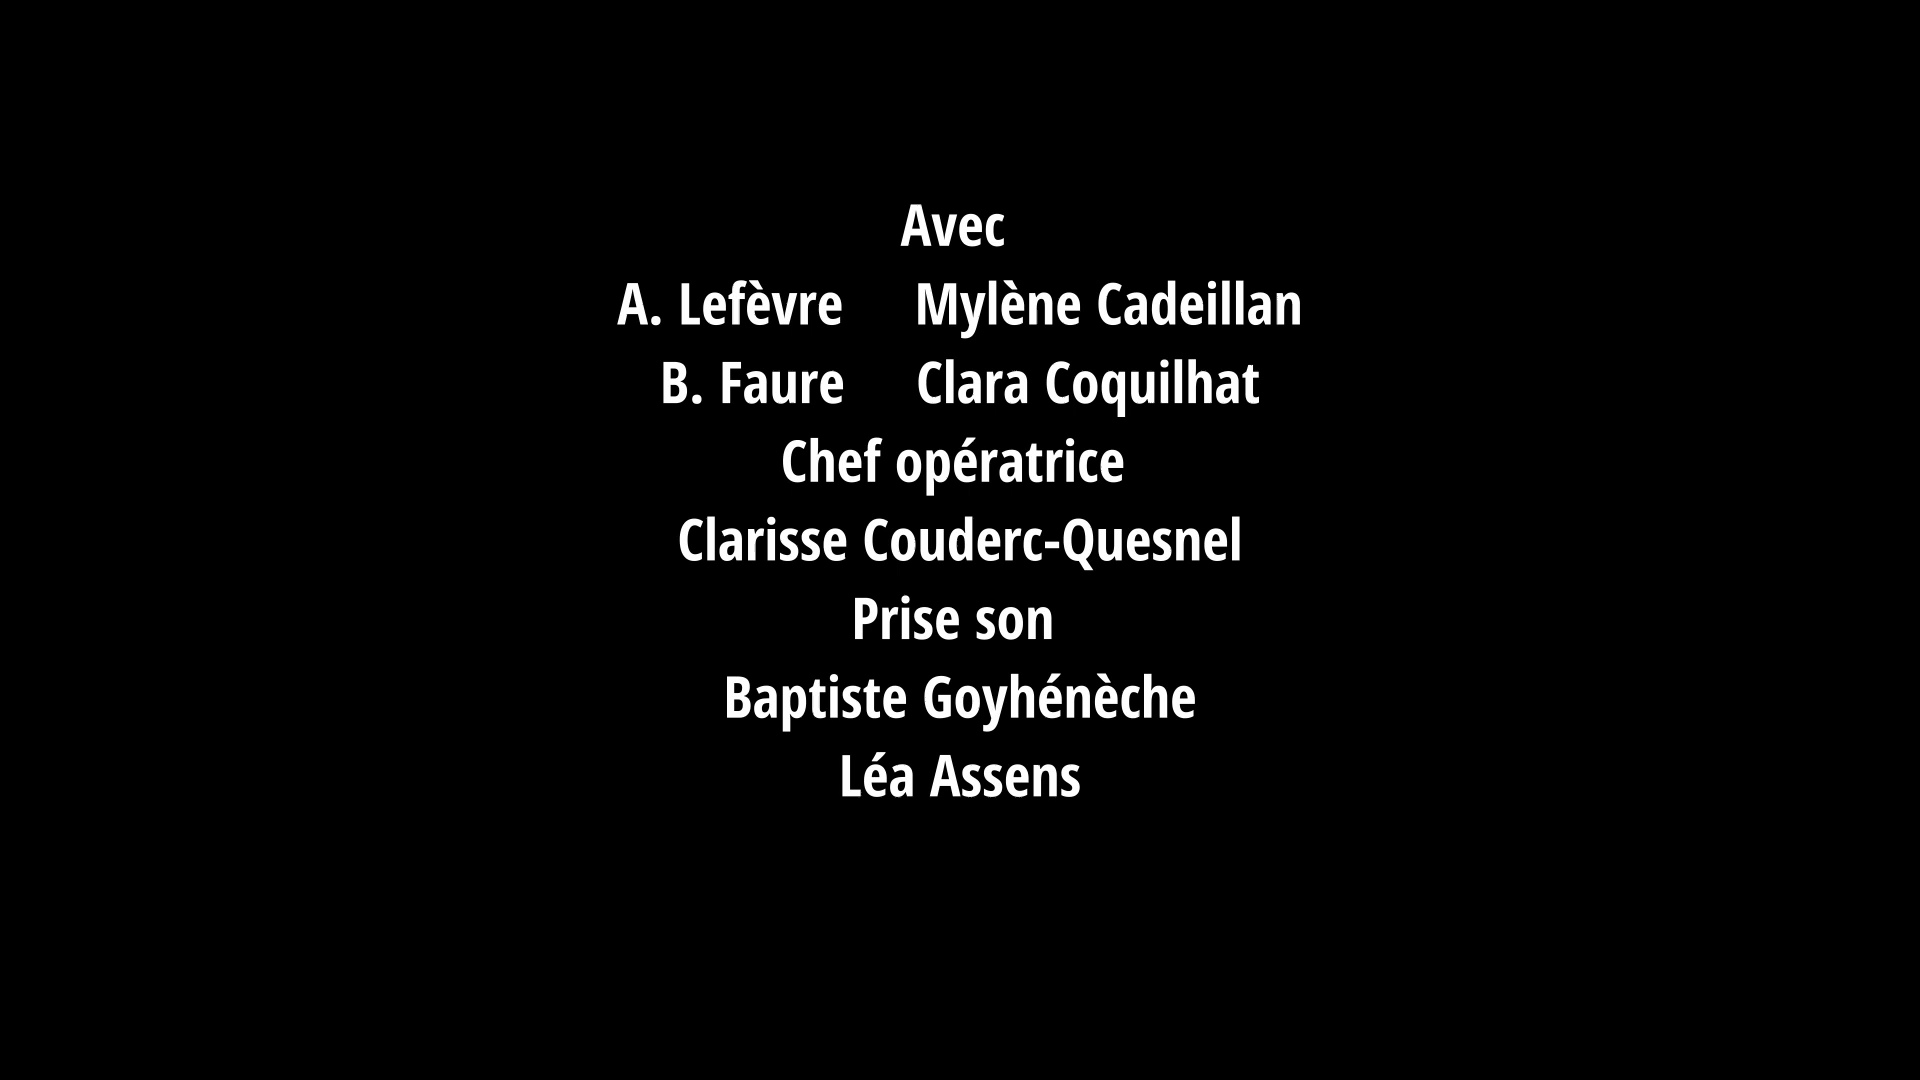 Avec
A. Lefèvre Mylène Cadeillan
B. Faure Clara Coquilhat
Chef opératrice
Clarisse Couderc-Quesnel
Prise son
Baptiste Goyhénèche
Léa Assens